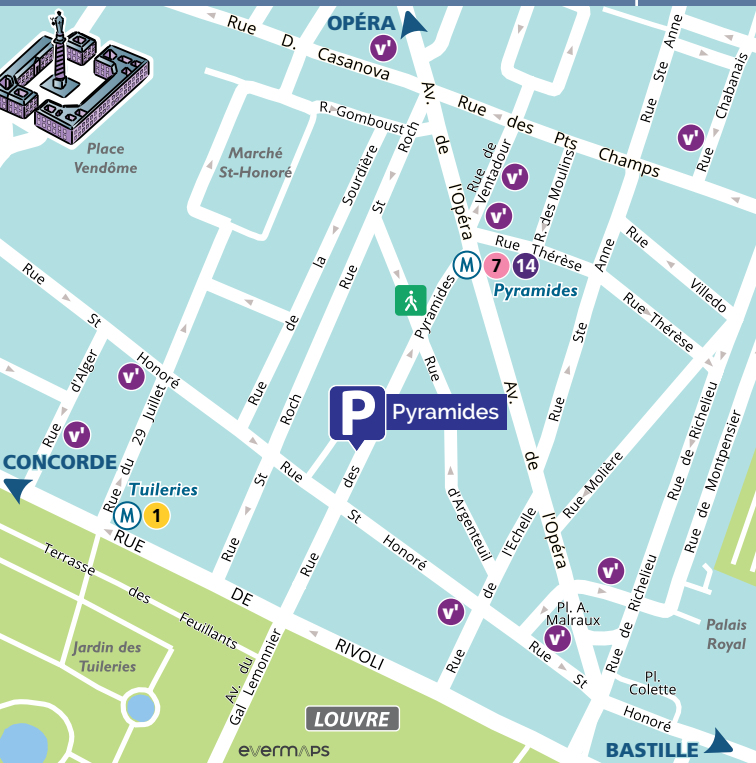 OPÉRA
v'
Rue D. Casanova
Av. de l'Opéra
Rue Ste Anne
Rue Chabanais
v'
Rue des Pts Champs
R. Gomboust
Place
Vendôme
Marché
St-Honoré
Rue de la Sourdière
Rue St Roch
Rue de
Ventadour
v'
v'
R. des Moulins
Rue Thérèse
M 7 14
Pyramides
Rue Ste Anne
Rue Villedo
Rue Thérèse
Rue St Honoré
Rue des Pyramides
Rue d'Argenteuil
P Pyramides
Rue d'Alger
v'
v'
Rue du 29 Juillet
CONCORDE
Tuileries
M 1
Rue St Roch
Av. de l'Opéra
Rue Molière
Rue de Richelieu
Rue de Montpensier
Rue St Honoré
Rue de l'Echelle
RUE DE RIVOLI
Terrasse des Feuillants
v'
v'
Pl. A.
Malraux
v'
Rue de Richelieu
Palais
Royal
Jardin des
Tuileries
Av. du
Gal Lemonnier
Rue St Honoré
Pl.
Colette
LOUVRE
evermaps
BASTILLE